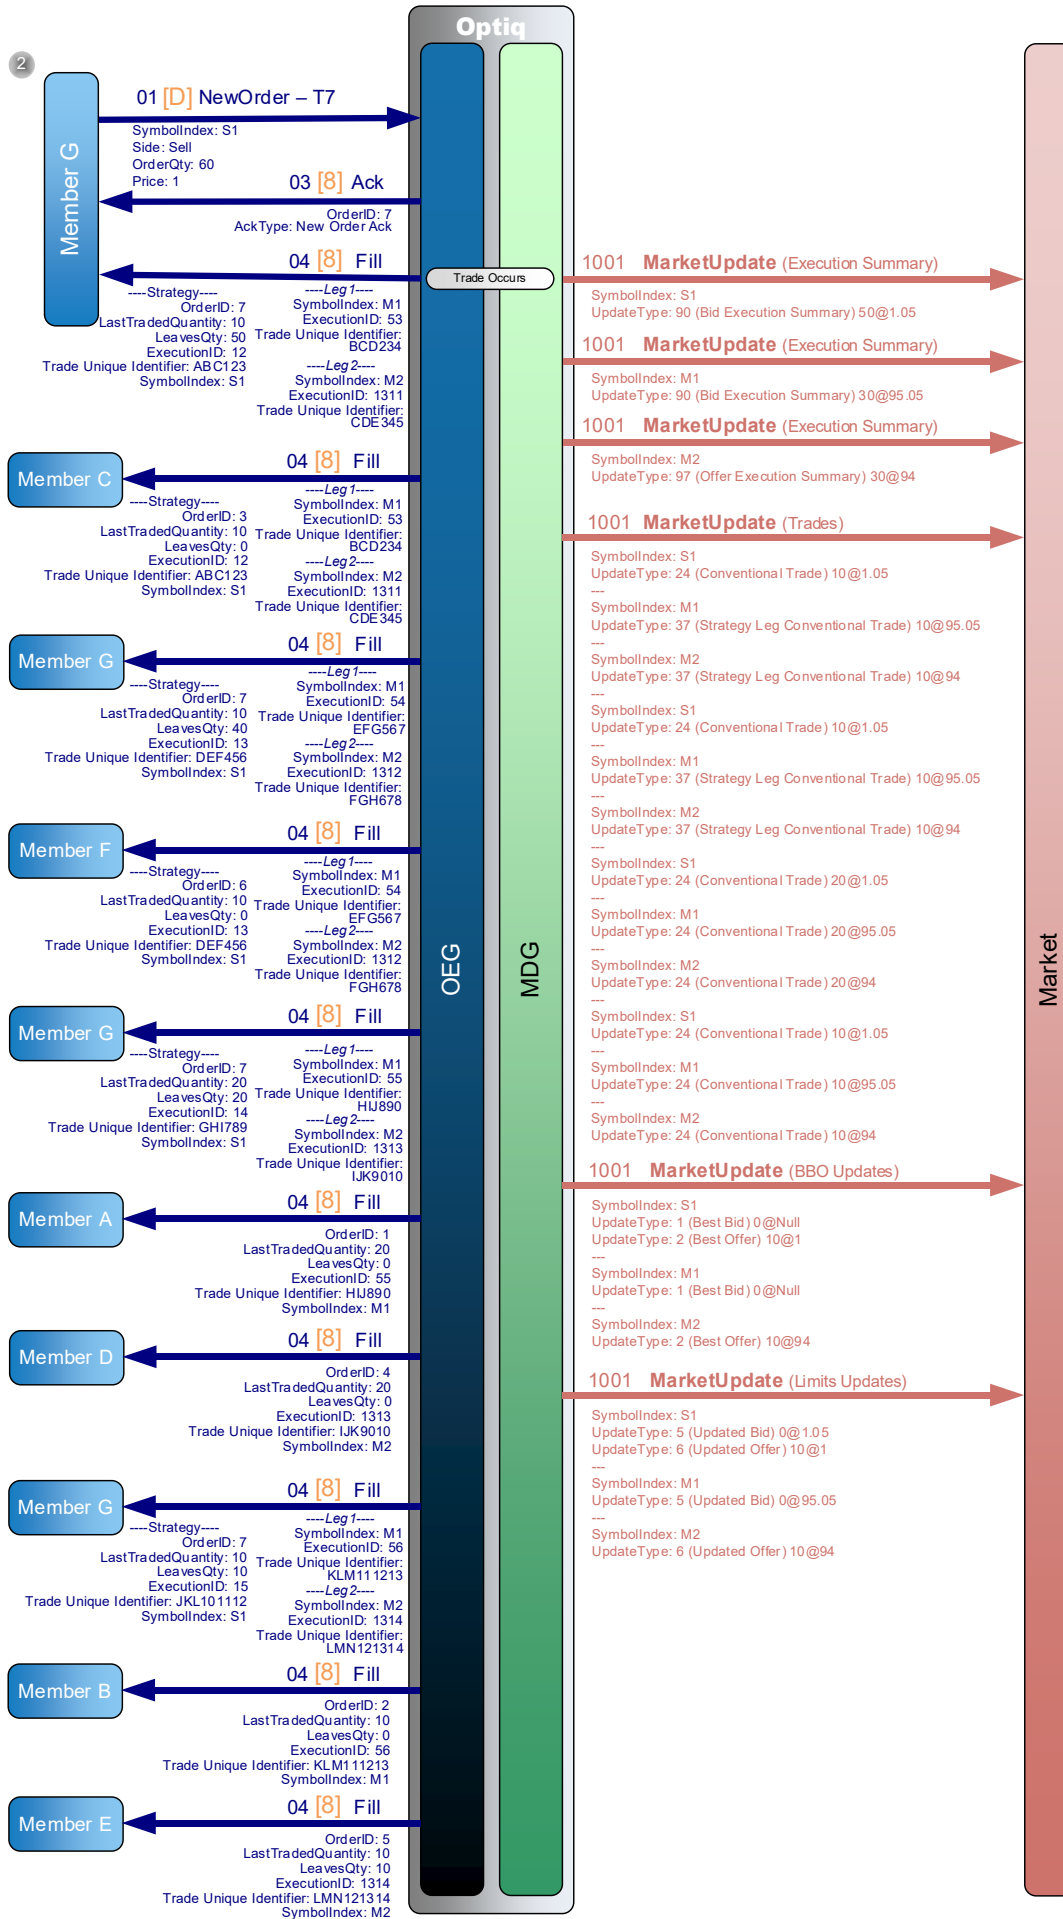 Optiq
2
Member G
01 [D] NewOrder – T7
SymbolIndex: S1
Side: Sell
OrderQty: 60
Price: 1
03 [8] Ack
OrderID: 7
AckType: New Order Ack
04 [8] Fill
Trade Occurs
----Strategy----
OrderID: 7
LastTradedQuantity: 10
LeavesQty: 50
ExecutionID: 12
Trade Unique Identifier: ABC123
SymbolIndex: S1
----Leg1----
SymbolIndex: M1
ExecutionID: 53
Trade Unique Identifier:
BCD234
----Leg2----
SymbolIndex: M2
ExecutionID: 1311
Trade Unique Identifier:
CDE345
Member C
04 [8] Fill
----Strategy----
OrderID: 3
LastTradedQuantity: 10
LeavesQty: 0
ExecutionID: 12
Trade Unique Identifier: ABC123
SymbolIndex: S1
----Leg1----
SymbolIndex: M1
ExecutionID: 53
Trade Unique Identifier:
BCD234
----Leg2----
SymbolIndex: M2
ExecutionID: 1311
Trade Unique Identifier:
CDE345
Member G
04 [8] Fill
----Strategy----
OrderID: 7
LastTradedQuantity: 10
LeavesQty: 40
ExecutionID: 13
Trade Unique Identifier: DEF456
SymbolIndex: S1
----Leg1----
SymbolIndex: M1
ExecutionID: 54
Trade Unique Identifier:
EFG567
----Leg2----
SymbolIndex: M2
ExecutionID: 1312
Trade Unique Identifier:
FGH678
Member F
04 [8] Fill
----Strategy----
OrderID: 6
LastTradedQuantity: 10
LeavesQty: 0
ExecutionID: 13
Trade Unique Identifier: DEF456
SymbolIndex: S1
----Leg1----
SymbolIndex: M1
ExecutionID: 54
Trade Unique Identifier:
EFG567
----Leg2----
SymbolIndex: M2
ExecutionID: 1312
Trade Unique Identifier:
FGH678
Member G
04 [8] Fill
----Strategy----
OrderID: 7
LastTradedQuantity: 20
LeavesQty: 20
ExecutionID: 14
Trade Unique Identifier: GHI789
SymbolIndex: S1
----Leg1----
SymbolIndex: M1
ExecutionID: 55
Trade Unique Identifier:
HIJ890
----Leg2----
SymbolIndex: M2
ExecutionID: 1313
Trade Unique Identifier:
IJK9010
Member A
04 [8] Fill
OrderID: 1
LastTradedQuantity: 20
LeavesQty: 0
ExecutionID: 55
Trade Unique Identifier: HIJ890
SymbolIndex: M1
Member D
04 [8] Fill
OrderID: 4
LastTradedQuantity: 20
LeavesQty: 0
ExecutionID: 1313
Trade Unique Identifier: IJK9010
SymbolIndex: M2
Member G
04 [8] Fill
----Strategy----
OrderID: 7
LastTradedQuantity: 10
LeavesQty: 10
ExecutionID: 15
Trade Unique Identifier: JKL101112
SymbolIndex: S1
----Leg1----
SymbolIndex: M1
ExecutionID: 56
Trade Unique Identifier:
KLM111213
----Leg2----
SymbolIndex: M2
ExecutionID: 1314
Trade Unique Identifier:
LMN121314
Member B
04 [8] Fill
OrderID: 2
LastTradedQuantity: 10
LeavesQty: 0
ExecutionID: 56
Trade Unique Identifier: KLM111213
SymbolIndex: M1
Member E
04 [8] Fill
OrderID: 5
LastTradedQuantity: 10
LeavesQty: 10
ExecutionID: 1314
Trade Unique Identifier: LMN121314
SymbolIndex: M2
OEG
MDG
1001 MarketUpdate (Execution Summary)
SymbolIndex: S1
UpdateType: 90 (Bid Execution Summary) 50@1.05
1001 MarketUpdate (Execution Summary)
SymbolIndex: M1
UpdateType: 90 (Bid Execution Summary) 30@95.05
1001 MarketUpdate (Execution Summary)
SymbolIndex: M2
UpdateType: 97 (Offer Execution Summary) 30@94
1001 MarketUpdate (Trades)
SymbolIndex: S1
UpdateType: 24 (Conventional Trade) 10@1.05
---
SymbolIndex: M1
UpdateType: 37 (Strategy Leg Conventional Trade) 10@95.05
---
SymbolIndex: M2
UpdateType: 37 (Strategy Leg Conventional Trade) 10@94
---
SymbolIndex: S1
UpdateType: 24 (Conventional Trade) 10@1.05
---
SymbolIndex: M1
UpdateType: 37 (Strategy Leg Conventional Trade) 10@95.05
---
SymbolIndex: M2
UpdateType: 37 (Strategy Leg Conventional Trade) 10@94
---
SymbolIndex: S1
UpdateType: 24 (Conventional Trade) 20@1.05
---
SymbolIndex: M1
UpdateType: 24 (Conventional Trade) 20@95.05
---
SymbolIndex: M2
UpdateType: 24 (Conventional Trade) 20@94
---
SymbolIndex: S1
UpdateType: 24 (Conventional Trade) 10@1.05
---
SymbolIndex: M1
UpdateType: 24 (Conventional Trade) 10@95.05
---
SymbolIndex: M2
UpdateType: 24 (Conventional Trade) 10@94
1001 MarketUpdate (BBO Updates)
SymbolIndex: S1
UpdateType: 1 (Best Bid) 0@Null
UpdateType: 2 (Best Offer) 10@1
---
SymbolIndex: M1
UpdateType: 1 (Best Bid) 0@Null
---
SymbolIndex: M2
UpdateType: 2 (Best Offer) 10@94
1001 MarketUpdate (Limits Updates)
SymbolIndex: S1
UpdateType: 5 (Updated Bid) 0@1.05
UpdateType: 6 (Updated Offer) 10@1
---
SymbolIndex: M1
UpdateType: 5 (Updated Bid) 0@95.05
---
SymbolIndex: M2
UpdateType: 6 (Updated Offer) 10@94
Market